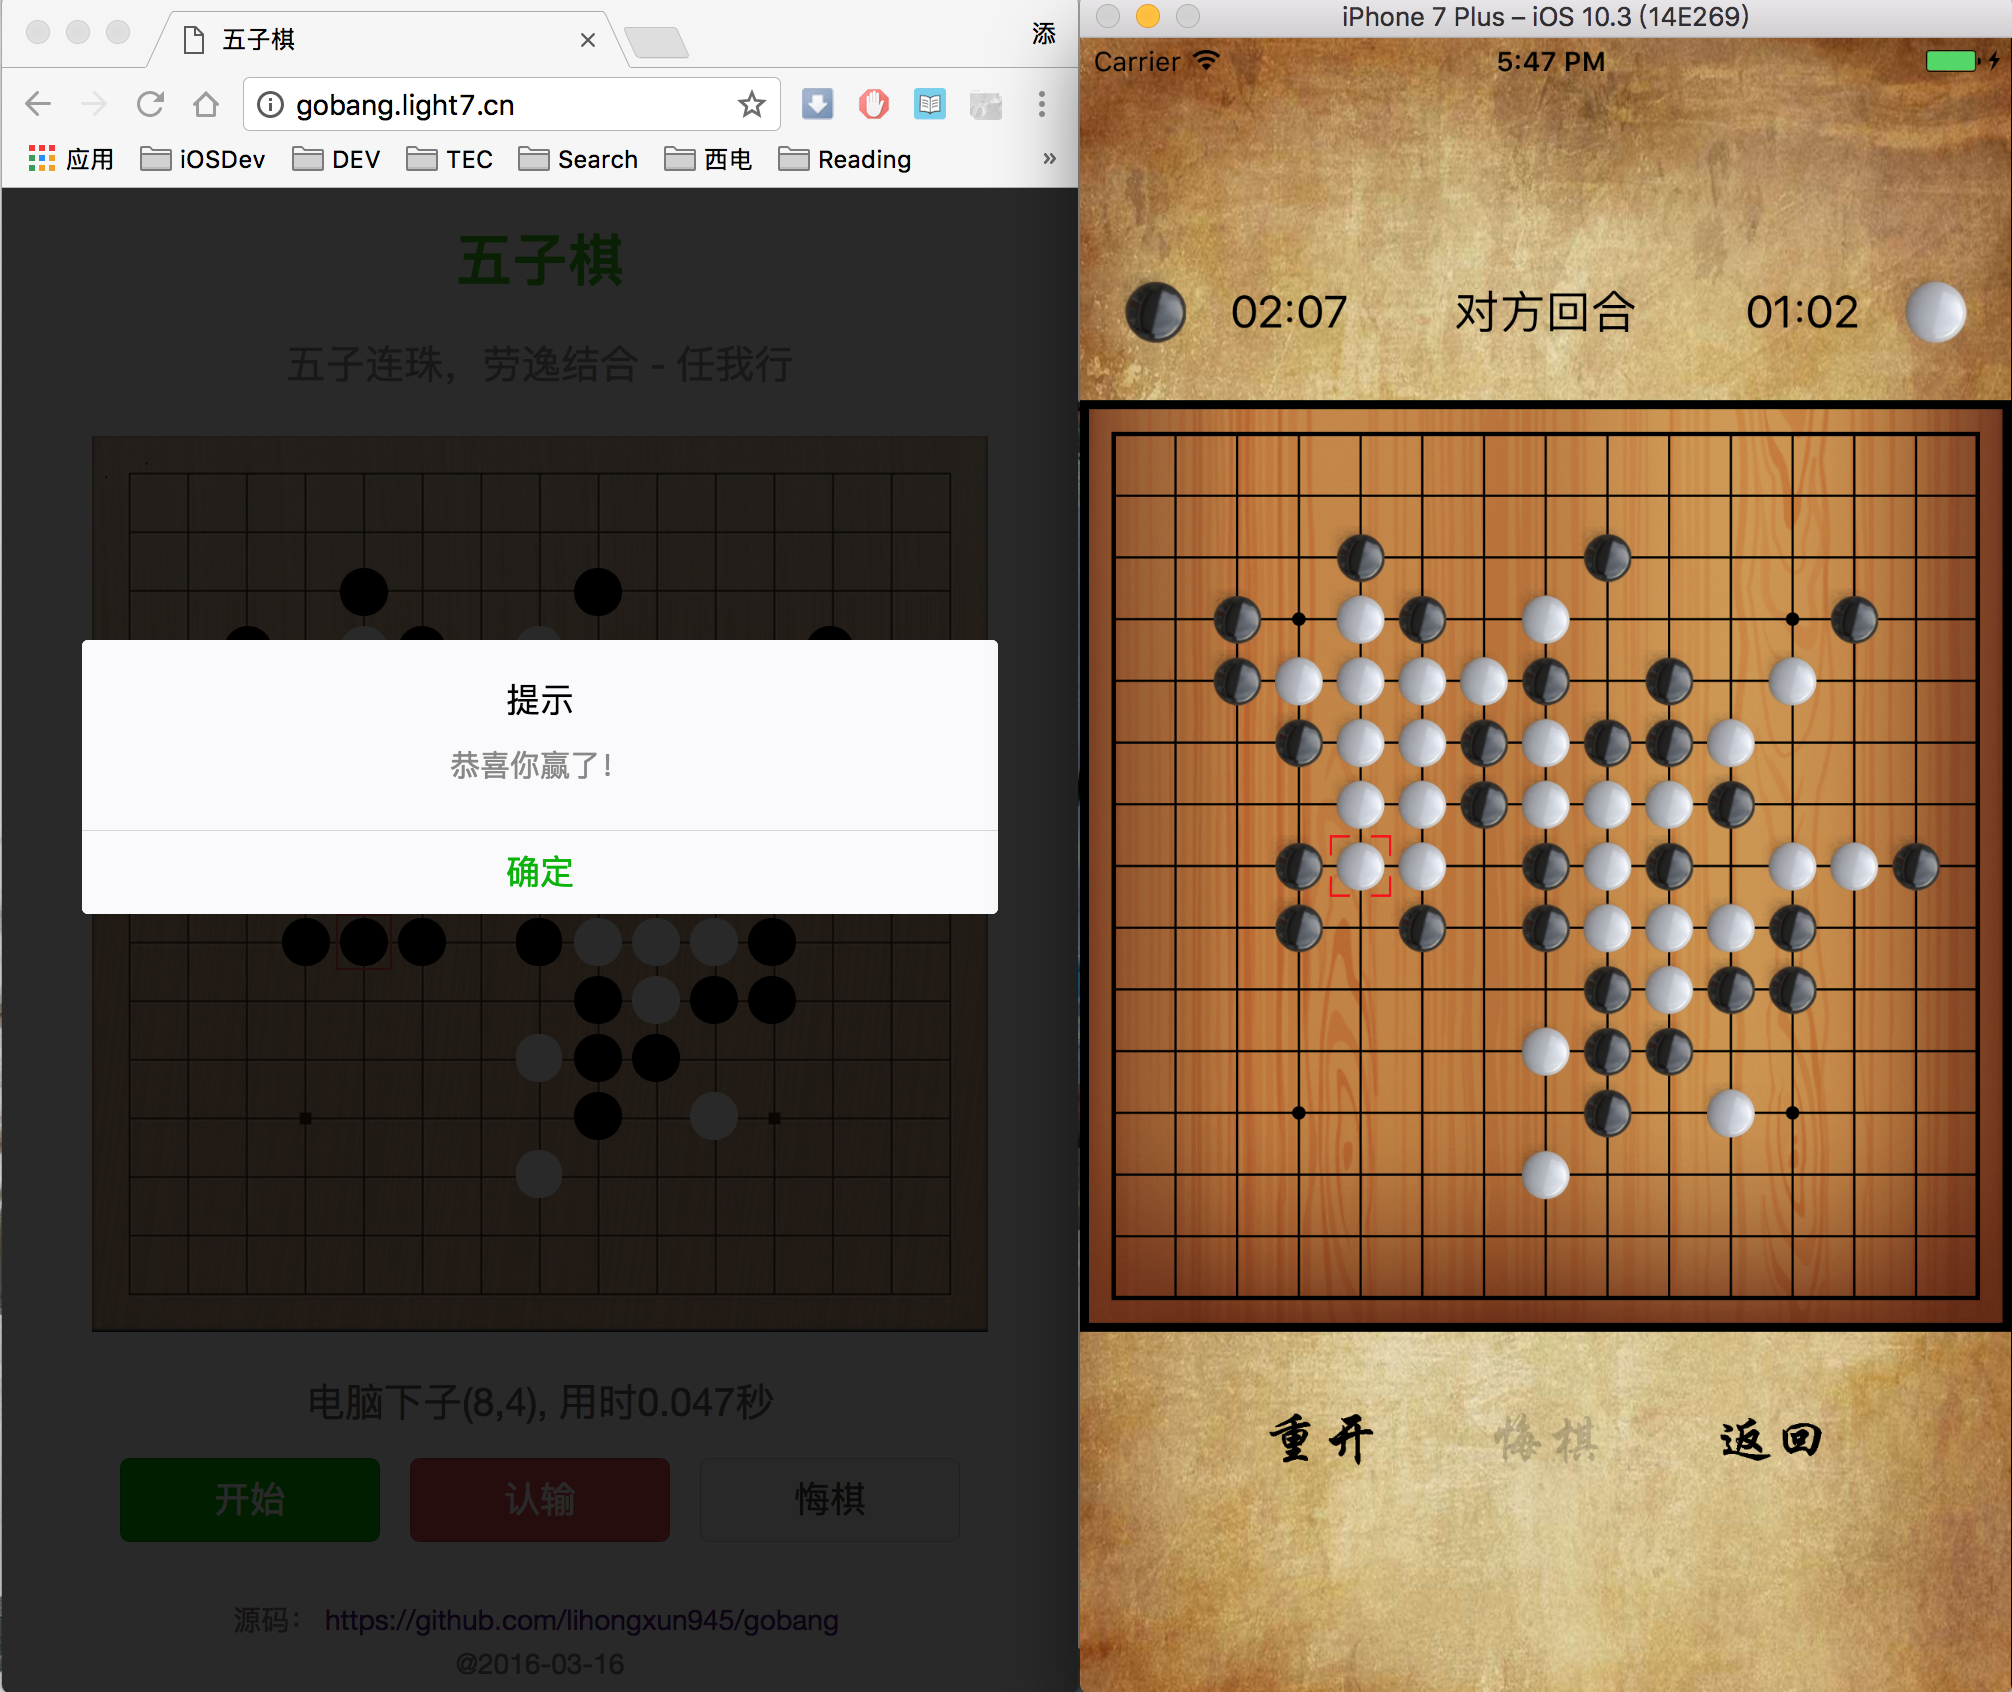 五子棋
添
gobang.light7.cn
应用 iOSDev DEV TEC Search 西电 Reading »
五子棋
五子连珠，劳逸结合 - 任我行
提示
恭喜你赢了！
确定
电脑下子(8,4), 用时0.047秒
开始 认输 悔棋
源码： https://github.com/lihongxun945/gobang
@2016-03-16
iPhone 7 Plus – iOS 10.3 (14E269)
Carrier 5:47 PM
02:07 对方回合 01:02
重开 悔棋 返回